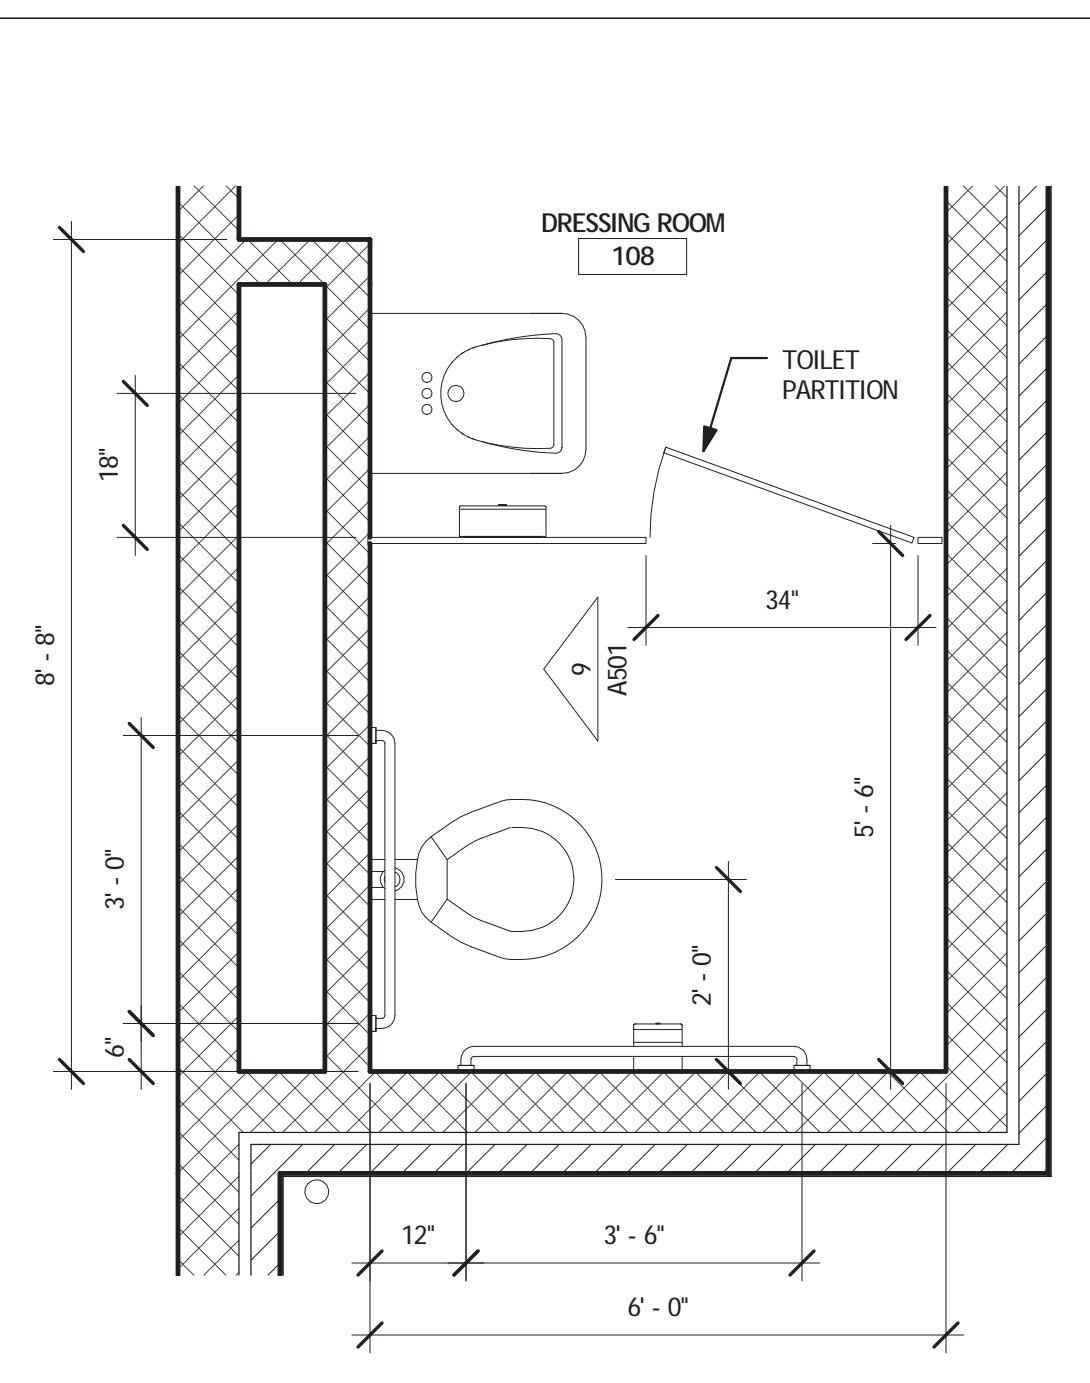 DRESSING ROOM
108
TOILET
PARTITION
18"
34"
8' - 8"
9
A501
5' - 6"
3' - 0"
2' - 0"
6"
12"
3' - 6"
6' - 0"